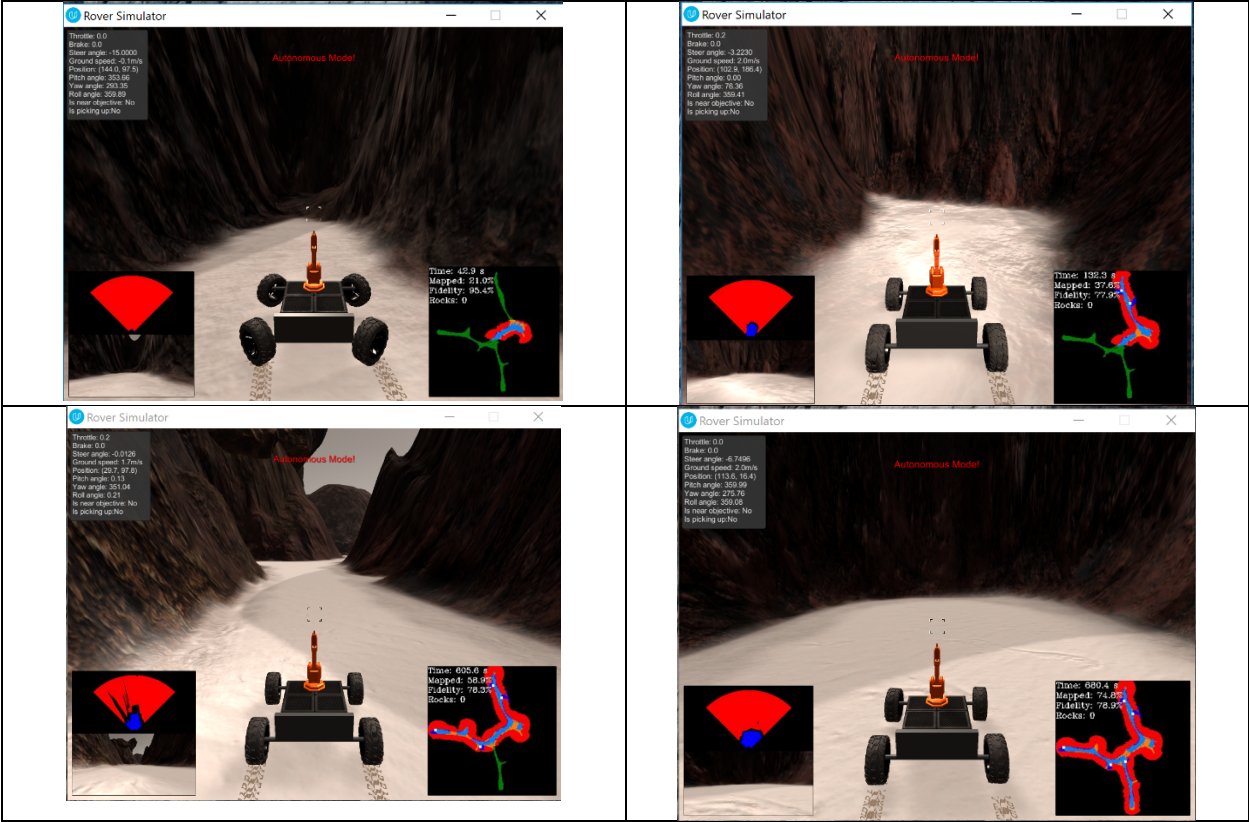 Rover Simulator
Throttle: 0.0
Brake: 0.0
Steer angle: -15.0000
Ground speed: -0.1m/s
Position: (144.0, 97.5)
Pitch angle: 353.66
Yaw angle: 293.35
Roll angle: 359.89
Is near objective: No
Is picking up:No
Autonomous Mode!
Time: 42.9 s
Mapped: 21.0%
Fidelity: 95.4%
Rocks: 0
Rover Simulator
Throttle: 0.2
Brake: 0.0
Steer angle: -3.2230
Ground speed: 2.0m/s
Position: (102.9, 186.4)
Pitch angle: 0.00
Yaw angle: 76.36
Roll angle: 359.41
Is near objective: No
Is picking up:No
Autonomous Mode!
Time: 132.3 s
Mapped: 37.6%
Fidelity: 77.9%
Rocks: 0
Rover Simulator
Throttle: 0.2
Brake: 0.0
Steer angle: -0.0126
Ground speed: 1.7m/s
Position: (29.7, 97.8)
Pitch angle: 0.13
Yaw angle: 351.04
Roll angle: 0.21
Is near objective: No
Is picking up:No
Autonomous Mode!
Time: 605.6 s
Mapped: 58.9%
Fidelity: 78.3%
Rocks: 0
Rover Simulator
Throttle: 0.0
Brake: 0.0
Steer angle: -6.7496
Ground speed: 2.0m/s
Position: (113.6, 16.4)
Pitch angle: 359.99
Yaw angle: 275.76
Roll angle: 359.08
Is near objective: No
Is picking up:No
Autonomous Mode!
Time: 680.4 s
Mapped: 74.8%
Fidelity: 78.9%
Rocks: 0